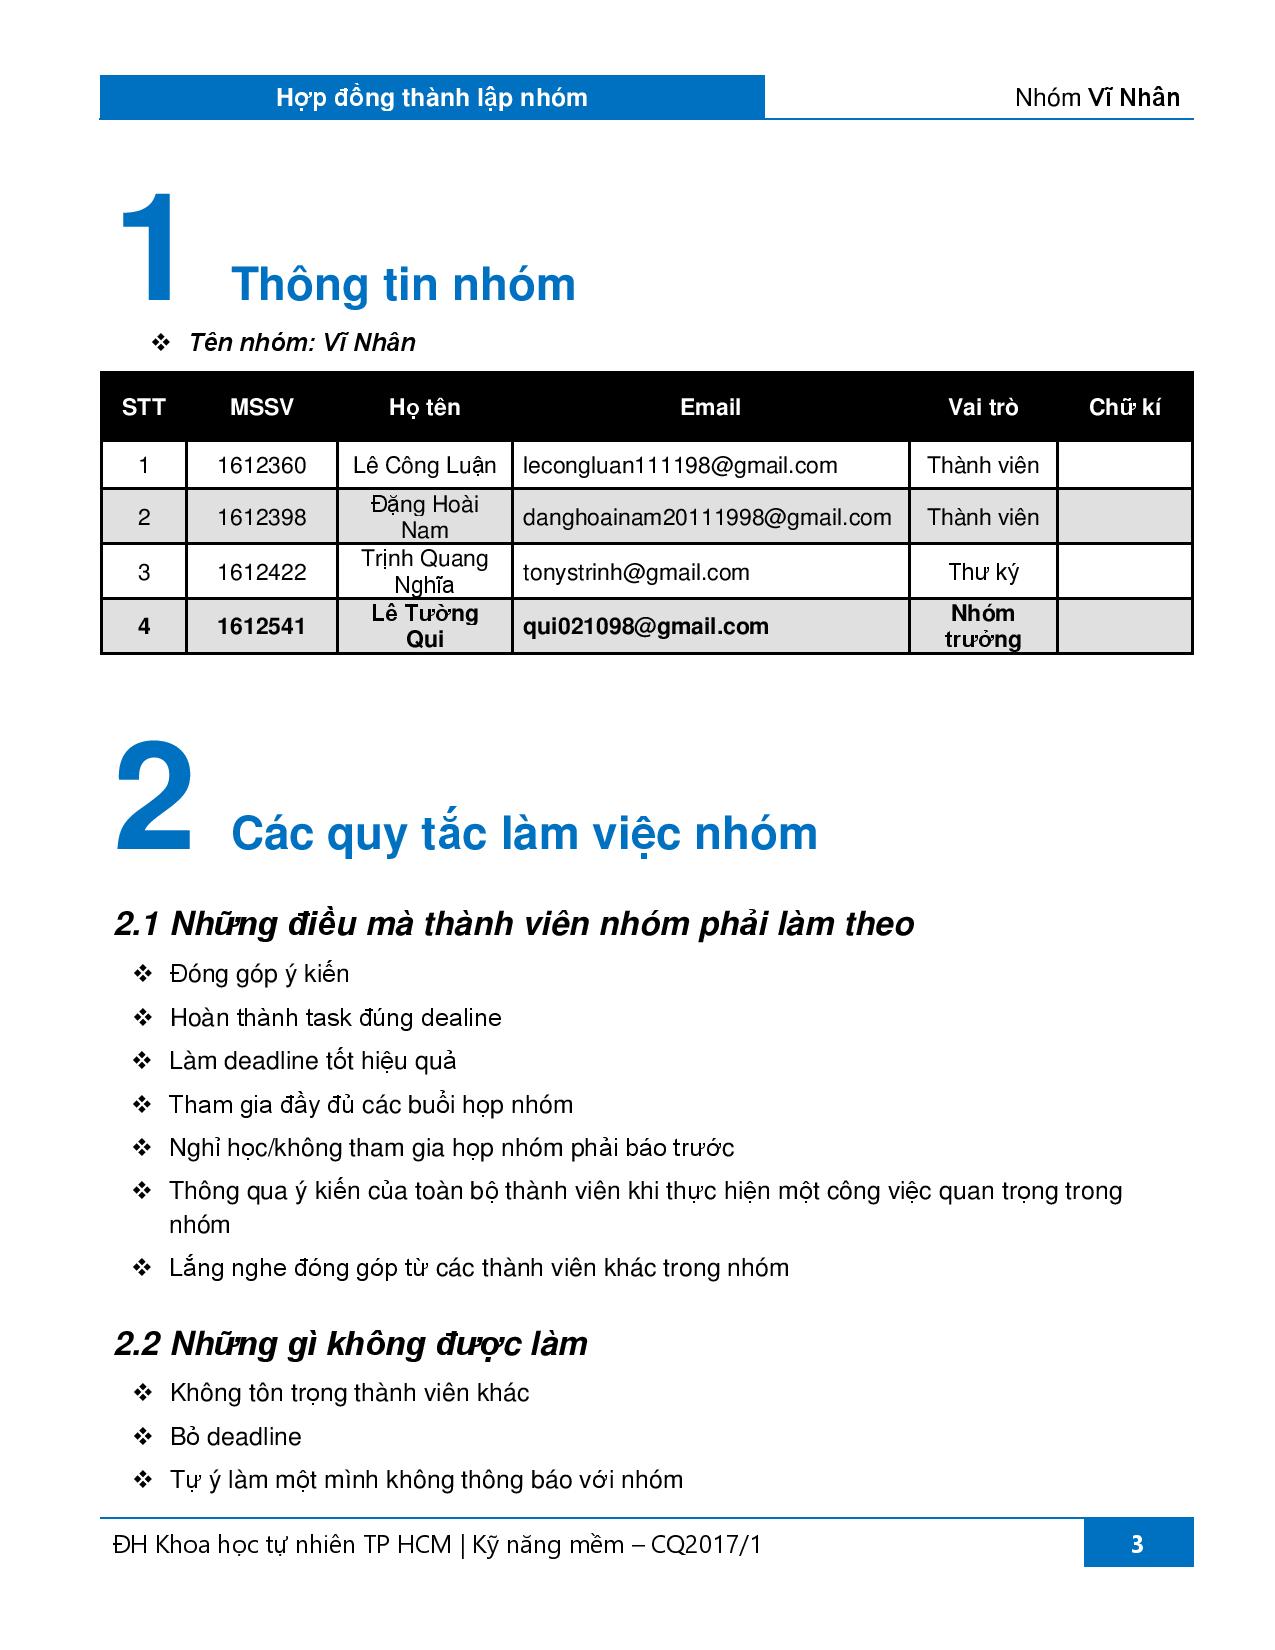 Hợp đồng thành lập nhóm Nhóm Vĩ Nhân
1 Thông tin nhóm
❖ Tên nhóm: Vĩ Nhân
STT MSSV Họ tên Email Vai trò Chữ kí
1 1612360 Lê Công Luận lecongluan111198@gmail.com Thành viên
2 1612398 Đặng Hoài Nam danghoainam20111998@gmail.com Thành viên
3 1612422 Trịnh Quang Nghĩa tonystrinh@gmail.com Thư ký
4 1612541 Lê Tường Qui qui021098@gmail.com Nhóm trưởng
2 Các quy tắc làm việc nhóm
2.1 Những điều mà thành viên nhóm phải làm theo
❖ Đóng góp ý kiến
❖ Hoàn thành task đúng dealine
❖ Làm deadline tốt hiệu quả
❖ Tham gia đầy đủ các buổi họp nhóm
❖ Nghỉ học/không tham gia họp nhóm phải báo trước
❖ Thông qua ý kiến của toàn bộ thành viên khi thực hiện một công việc quan trọng trong
nhóm
❖ Lắng nghe đóng góp từ các thành viên khác trong nhóm
2.2 Những gì không được làm
❖ Không tôn trọng thành viên khác
❖ Bỏ deadline
❖ Tự ý làm một mình không thông báo với nhóm
ĐH Khoa học tự nhiên TP HCM | Kỹ năng mềm – CQ2017/1 3